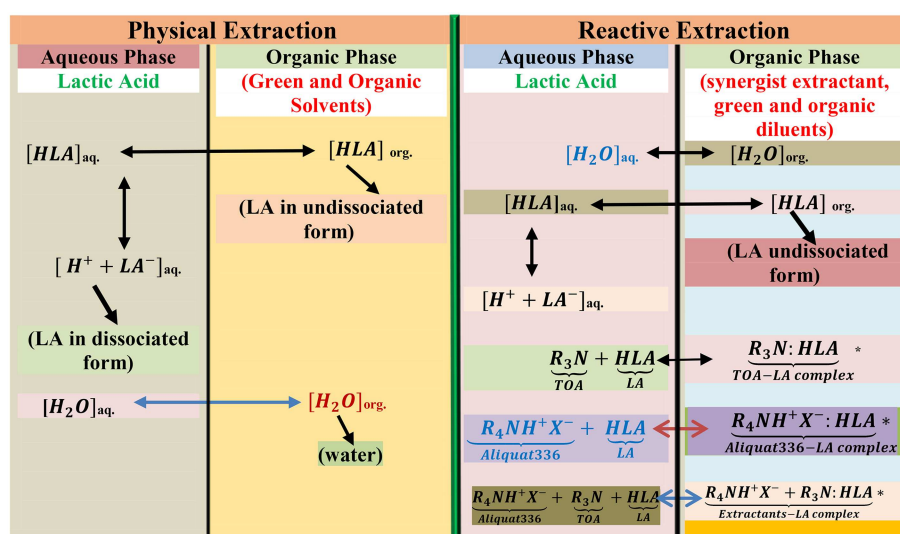 Physical Extraction
Aqueous Phase
Lactic Acid
Organic Phase
(Green and Organic
Solvents)
[HLA]aq.
[HLA] org.
(LA in undissociated
form)
[ H⁺ + LA⁻]aq.
(LA in dissociated
form)
[H₂O]aq.
[H₂O]org.
(water)
Reactive Extraction
Aqueous Phase
Lactic Acid
Organic Phase
(synergist extractant,
green and organic
diluents)
[H₂O]aq.
[H₂O]org.
[HLA]aq.
[HLA] org.
(LA undissociated
form)
[H⁺ + LA⁻]aq.
R₃N + HLA
TOA LA
R₃N: HLA *
TOA−LA complex
R₄NH⁺X⁻ + HLA
Aliquat336 LA
R₄NH⁺X⁻: HLA *
Aliquat336−LA complex
R₄NH⁺X⁻ + R₃N + HLA
Aliquat336 TOA LA
R₄NH⁺X⁻ + R₃N: HLA *
Extractants−LA complex